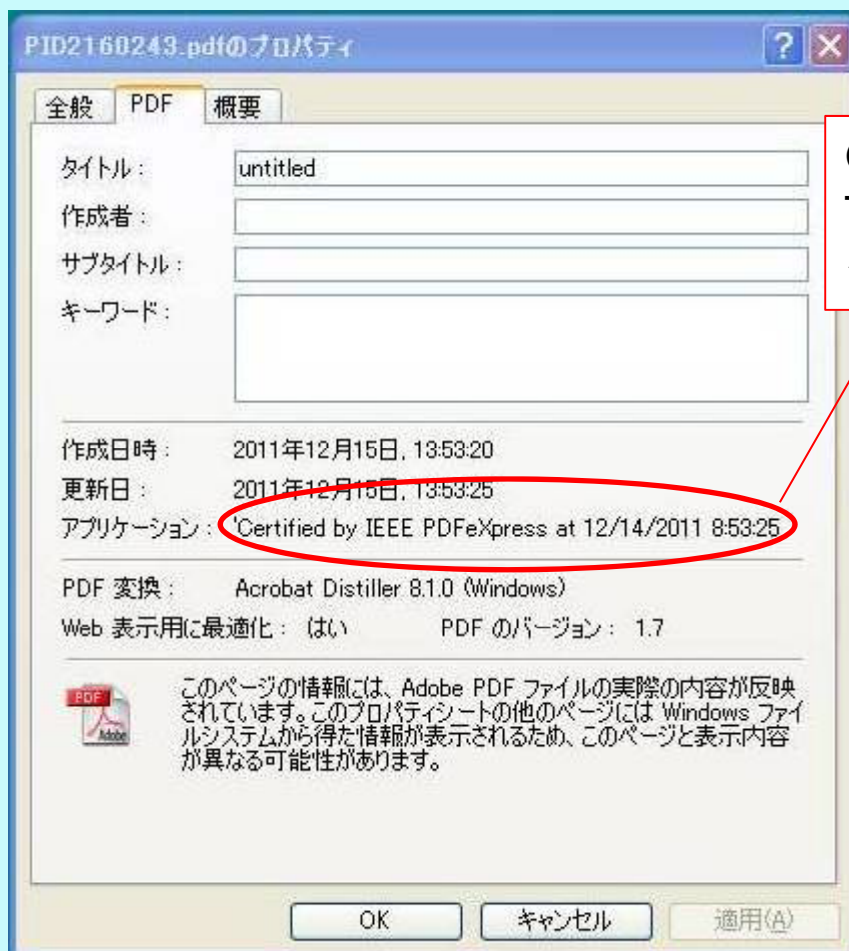 PID2160243.pdfのプロパティ
全般 PDF 概要
タイトル： untitled
作成者：
サブタイトル：
キーワード：
作成日時： 2011年12月15日, 13:53:20
更新日： 2011年12月15日, 13:53:25
アプリケーション： 'Certified by IEEE PDFeXpress at 12/14/2011 8:53:25
PDF 変換： Acrobat Distiller 8.1.0 (Windows)
Web 表示用に最適化： はい PDF のバージョン： 1.7
このページの情報には、Adobe PDF ファイルの実際の内容が反映
されています。このプロパティシートの他のページには Windows ファイ
ルシステムから得た情報が表示されるため、このページと表示内容
が異なる可能性があります。
PDF
Adobe
OK キャンセル 適用(A)